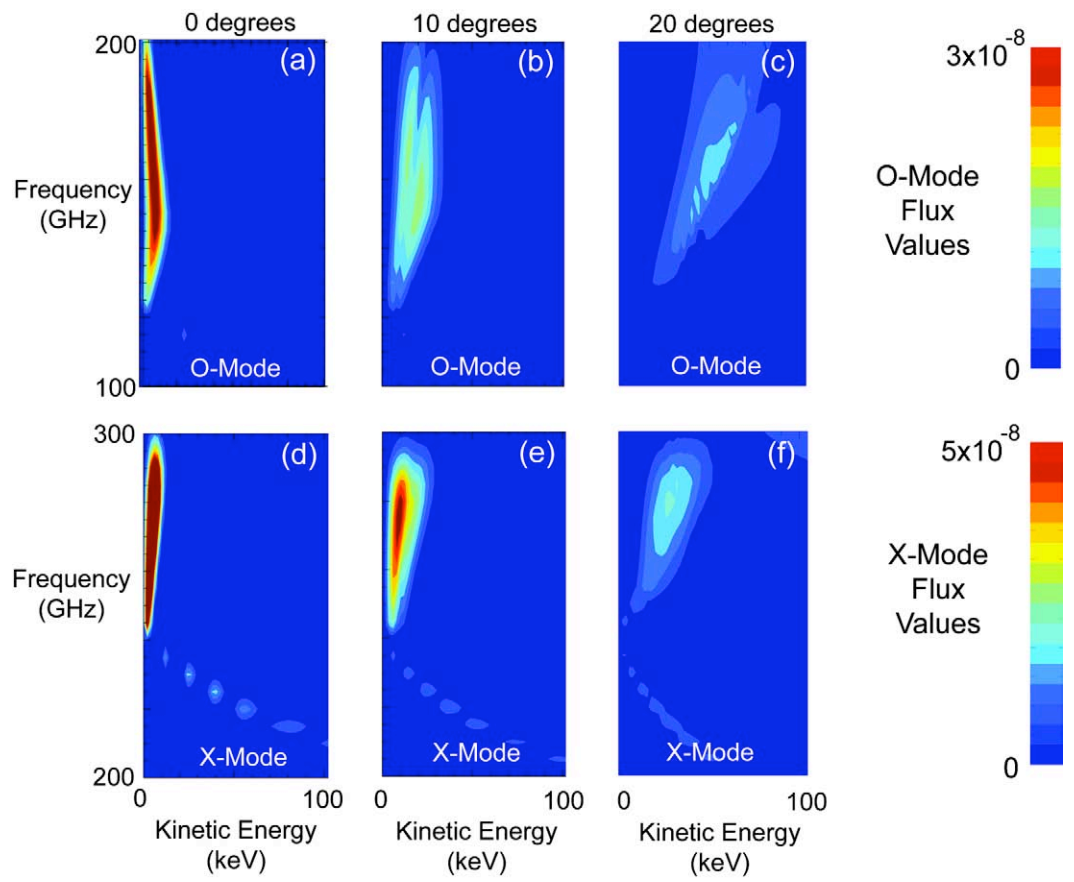 0 degrees
10 degrees
20 degrees
200
(a)
(b)
(c)
3x10-8
Frequency
(GHz)
O-Mode
Flux
Values
O-Mode
O-Mode
O-Mode
100
0
300
(d)
(e)
(f)
5x10-8
Frequency
(GHz)
X-Mode
Flux
Values
X-Mode
X-Mode
X-Mode
200
0
0
100
0
100
Kinetic Energy
(keV)
Kinetic Energy
(keV)
Kinetic Energy
(keV)